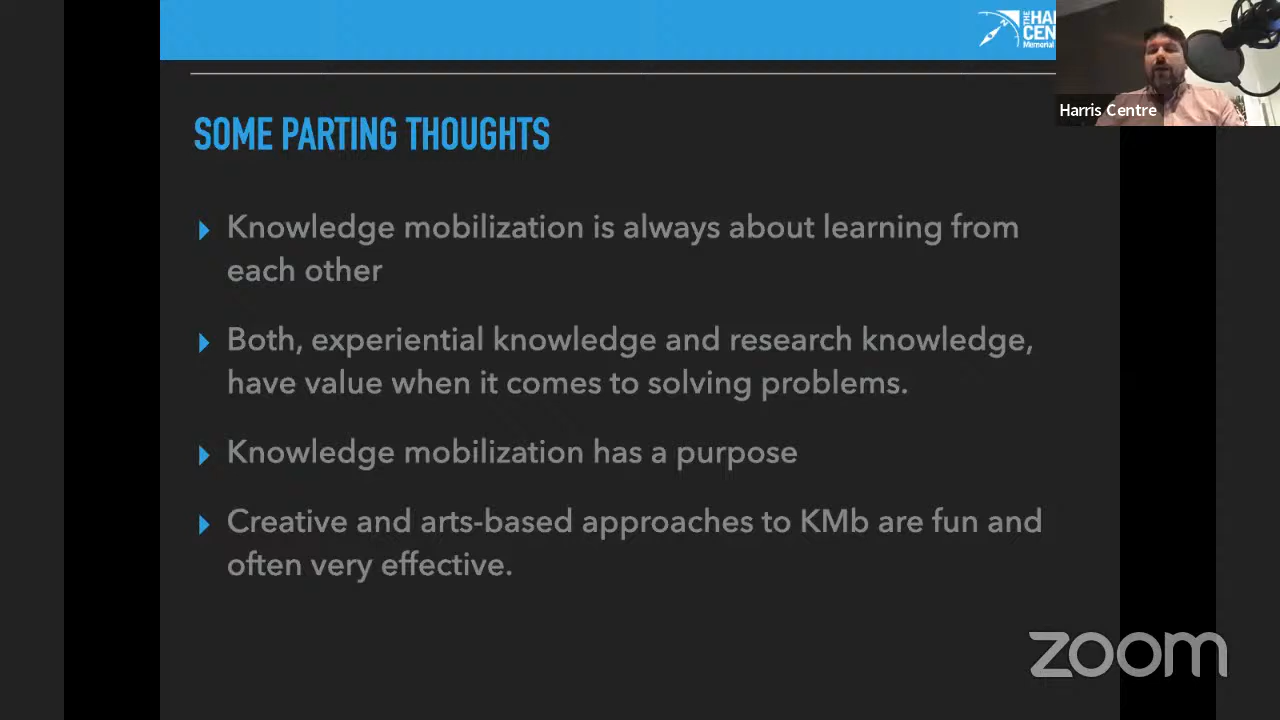 THE HA
CEN
Memorial
Harris Centre
SOME PARTING THOUGHTS
Knowledge mobilization is always about learning from
each other
Both, experiential knowledge and research knowledge,
have value when it comes to solving problems.
Knowledge mobilization has a purpose
Creative and arts-based approaches to KMb are fun and
often very effective.
zoom